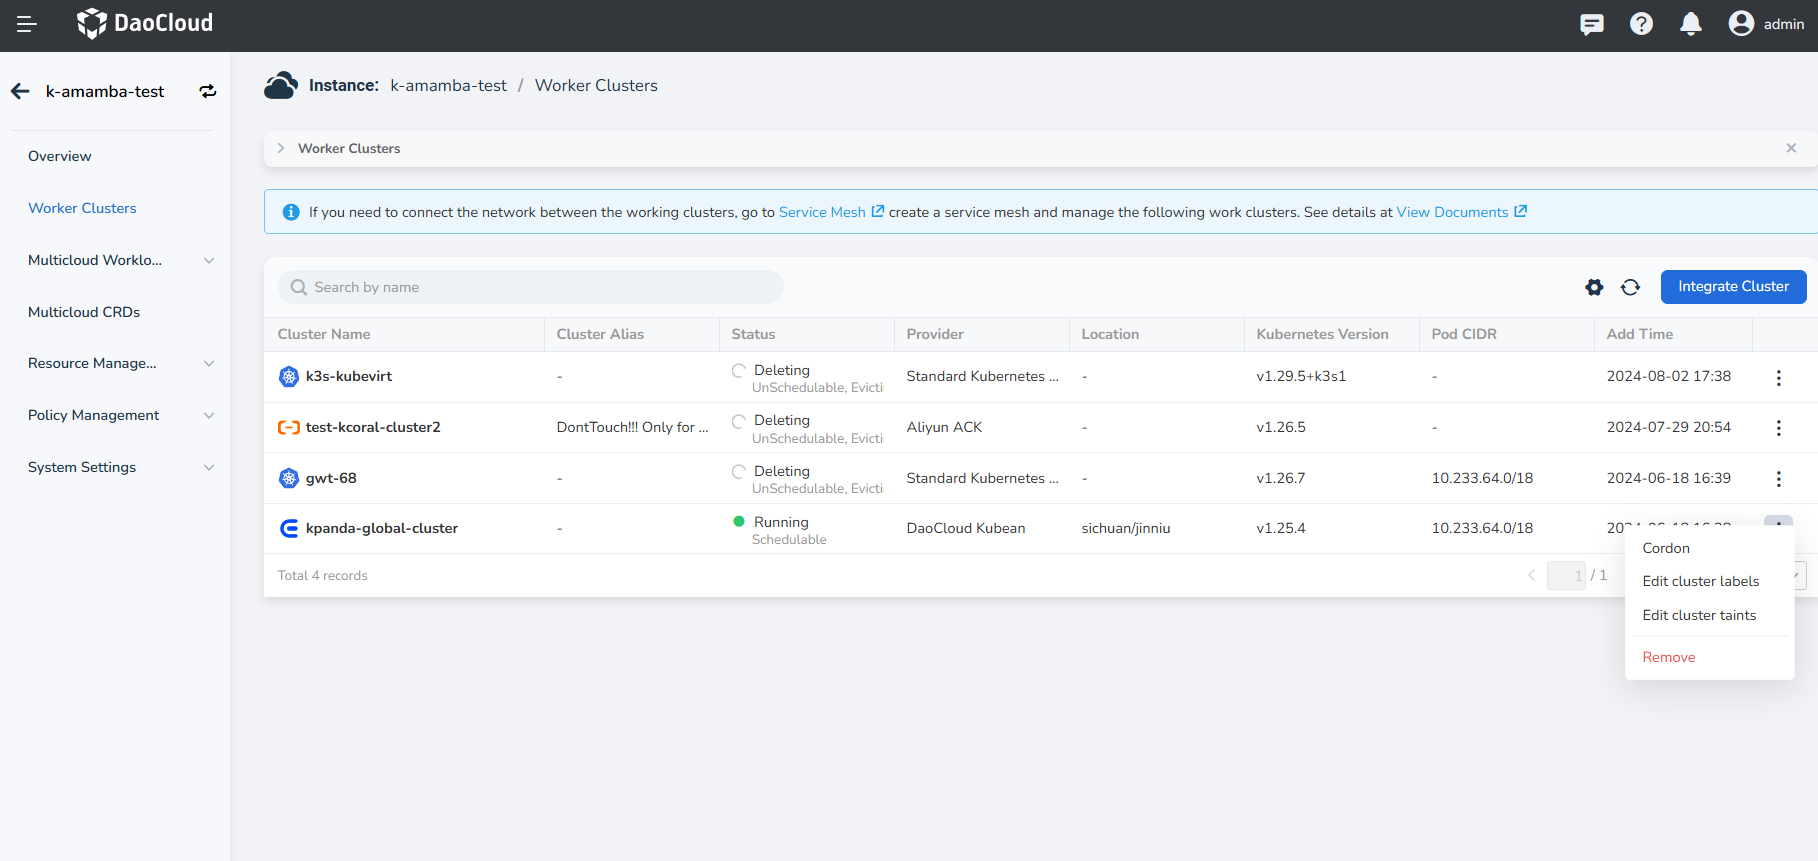 DaoCloud
admin
k-amamba-test
Overview
Worker Clusters
Multicloud Worklo...
Multicloud CRDs
Resource Manage...
Policy Management
System Settings
Instance: k-amamba-test / Worker Clusters
Worker Clusters
If you need to connect the network between the working clusters, go to Service Mesh create a service mesh and manage the following work clusters. See details at View Documents
Search by name
Integrate Cluster
Cluster Name Cluster Alias Status Provider Location Kubernetes Version Pod CIDR Add Time
k3s-kubevirt - Deleting Standard Kubernetes ... - v1.29.5+k3s1 - 2024-08-02 17:38
UnSchedulable, Evicti
test-kcoral-cluster2 DontTouch!!! Only for ... Deleting Aliyun ACK - v1.26.5 - 2024-07-29 20:54
UnSchedulable, Evicti
gwt-68 - Deleting Standard Kubernetes ... - v1.26.7 10.233.64.0/18 2024-06-18 16:39
UnSchedulable, Evicti
kpanda-global-cluster - Running DaoCloud Kubean sichuan/jinniu v1.25.4 10.233.64.0/18
Schedulable
Total 4 records
1 / 1
Cordon
Edit cluster labels
Edit cluster taints
Remove